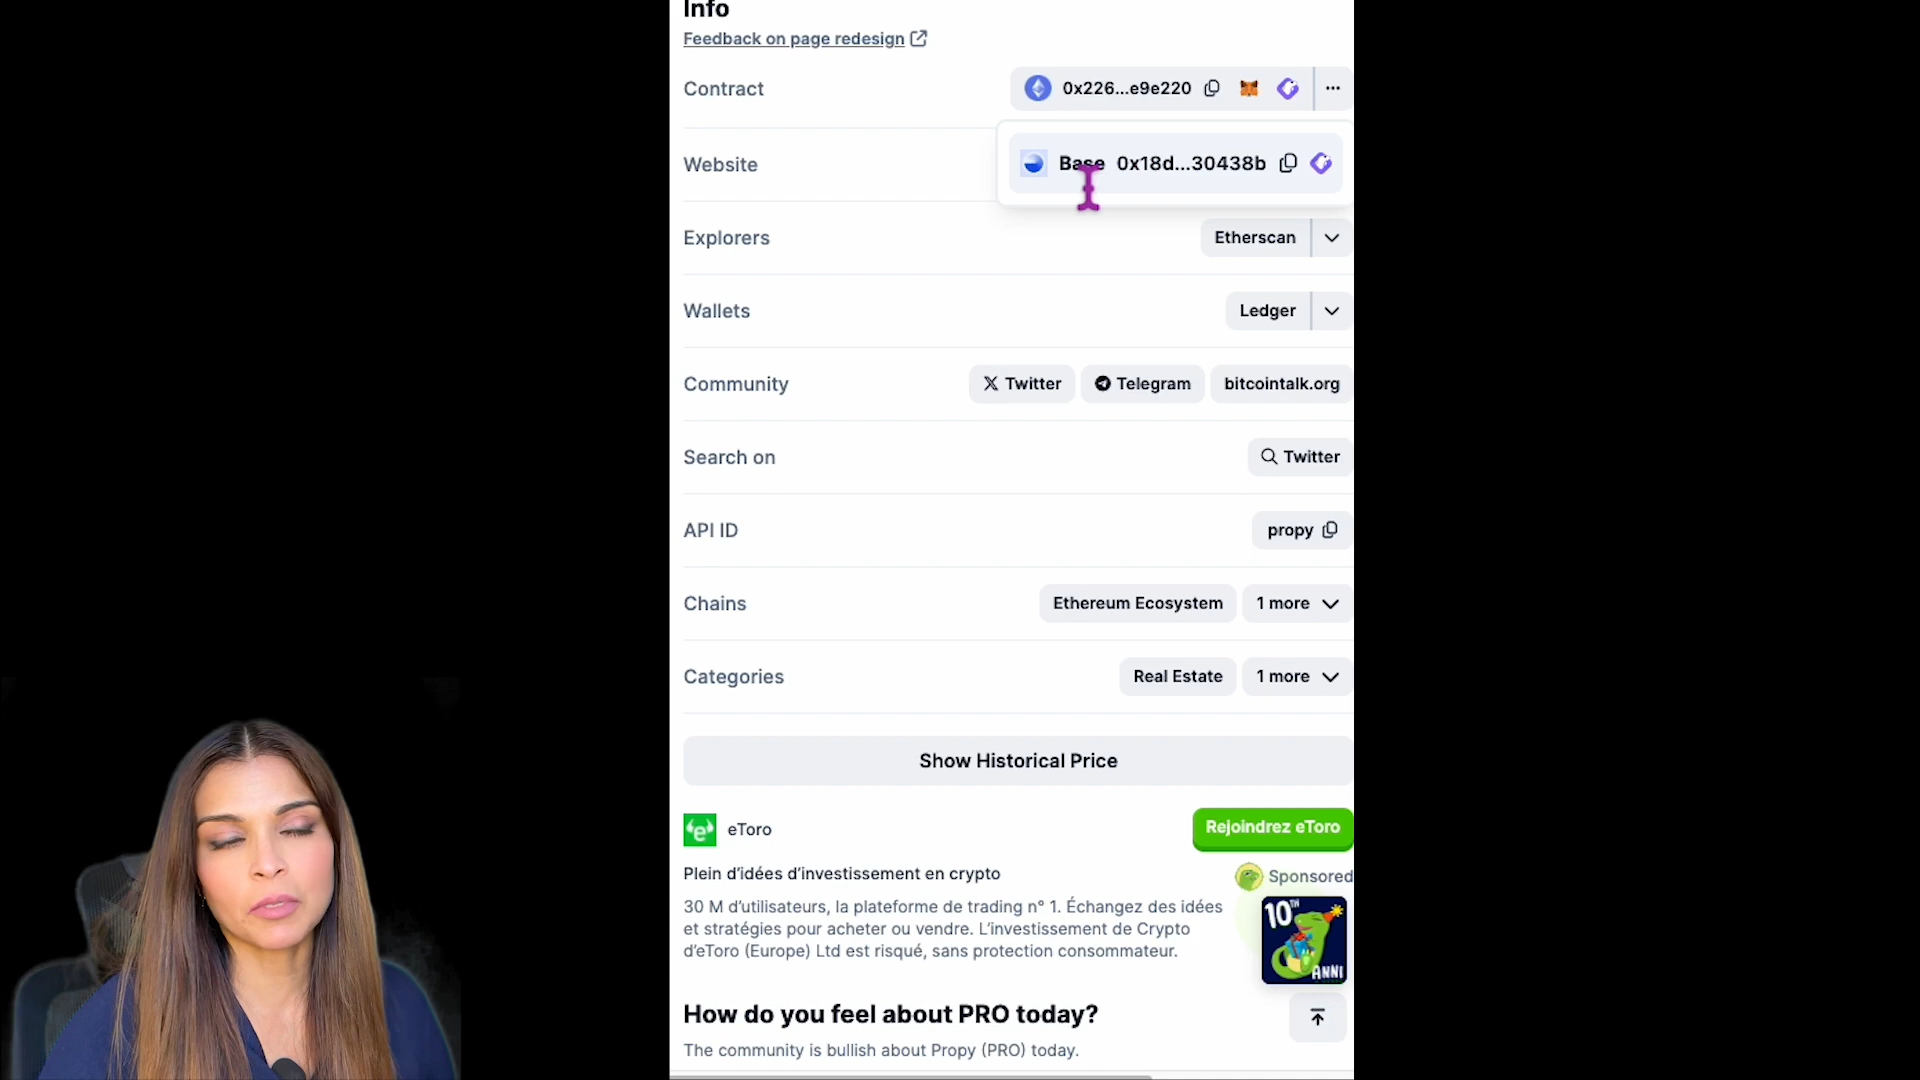 Info
Feedback on page redesign
Contract 0x226...e9e220 ...
Base 0x18d...30438b
Website
Explorers Etherscan
Wallets Ledger
Community X Twitter Telegram bitcointalk.org
Search on Twitter
API ID propy
Chains Ethereum Ecosystem 1 more
Categories Real Estate 1 more
Show Historical Price
eToro Rejoindrez eToro
Plein d'idées d'investissement en crypto
Sponsored
30 M d'utilisateurs, la plateforme de trading n° 1. Échangez des idées
et stratégies pour acheter ou vendre. L'investissement de Crypto
d'eToro (Europe) Ltd est risqué, sans protection consommateur.
10TH
ANNI
How do you feel about PRO today?
The community is bullish about Propy (PRO) today.